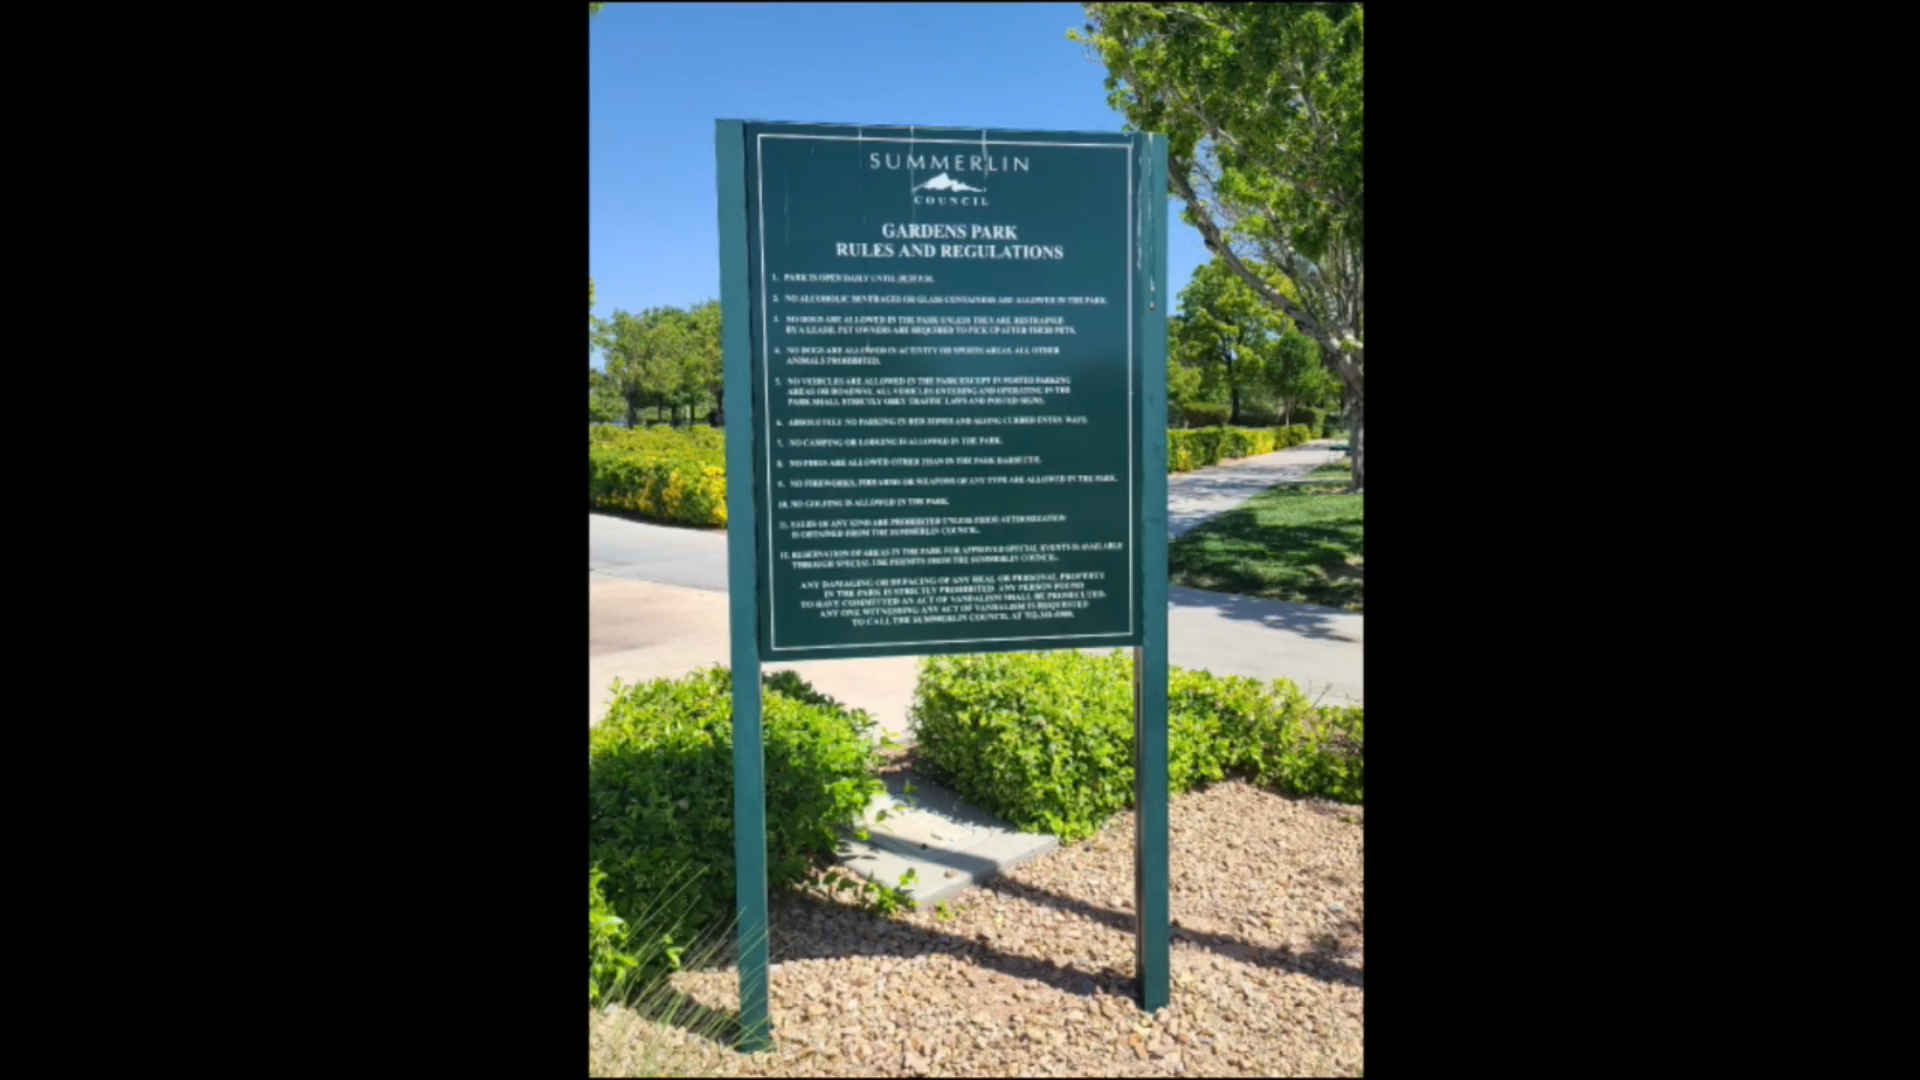 SUMMERLIN
COUNCIL
GARDENS PARK
RULES AND REGULATIONS
1. PARK IS OPEN DAILY UNTIL P.M.
2. NO ALCOHOLIC BEVERAGES OR GLASS CONTAINERS ARE ALLOWED IN THE PARK.
3. NO DOGS ARE ALLOWED IN THE PARK UNLESS THEY ARE RESTRAINED
BY A LEASH. PET OWNERS ARE REQUIRED TO PICK UP AFTER THEIR PETS.
4. NO DOGS ARE ALLOWED IN ACTIVITY OR SPORTS AREAS. ALL OTHER
ANIMALS PROHIBITED.
5. NO VEHICLES ARE ALLOWED IN THE PARK EXCEPT IN POSTED PARKING
AREAS OR ROADWAY. ALL VEHICLES ENTERING AND OPERATING IN THE
PARK SHALL STRICTLY OBEY TRAFFIC LAWS AND POSTED SIGNS.
6. ABSOLUTELY NO PARKING IN RED ZONES AND ALONG CURBED ENTRY WAYS.
7. NO CAMPING OR LODGING IS ALLOWED IN THE PARK.
8. NO FIRES ARE ALLOWED OTHER THAN IN THE PARK BARBECUE.
9. NO FIREWORKS, FIREARMS OR WEAPONS OF ANY TYPE ARE ALLOWED IN THE PARK.
10. NO GOLFING IS ALLOWED IN THE PARK.
11. SALES OF ANY KIND ARE PROHIBITED UNLESS PRIOR AUTHORIZATION
IS OBTAINED FROM THE SUMMERLIN COUNCIL.
12. RESERVATION OF AREAS IN THE PARK FOR APPROVED SPECIAL EVENTS IS AVAILABLE
THROUGH SPECIAL USE PERMITS FROM THE SUMMERLIN COUNCIL.
ANY DAMAGING OR DEFACING OF ANY REAL OR PERSONAL PROPERTY
IN THE PARK IS STRICTLY PROHIBITED. ANY PERSON FOUND
TO HAVE COMMITTED AN ACT OF VANDALISM SHALL BE PROSECUTED.
ANY ONE WITNESSING ANY ACT OF VANDALISM IS REQUESTED
TO CALL THE SUMMERLIN COUNCIL AT